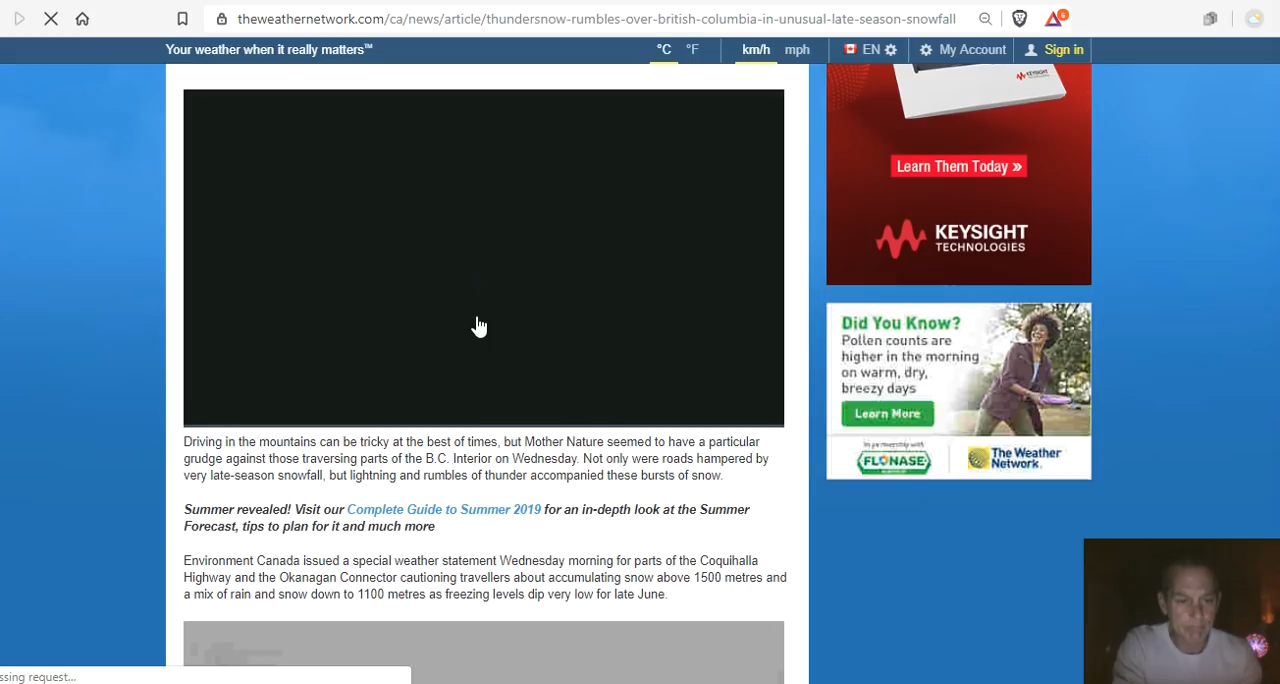 theweathernetwork.com/ca/news/article/thundersnow-rumbles-over-british-columbia-in-unusual-late-season-snowfall
6
Your weather when it really matters™
°C °F km/h mph EN My Account Sign in
KEYSIGHT
Learn Them Today »
KEYSIGHT
TECHNOLOGIES
Did You Know?
Pollen counts are
higher in the morning
on warm, dry,
breezy days
Learn More
In partnership with
FLONASE
The Weather
Network.
Driving in the mountains can be tricky at the best of times, but Mother Nature seemed to have a particular
grudge against those traversing parts of the B.C. Interior on Wednesday. Not only were roads hampered by
very late-season snowfall, but lightning and rumbles of thunder accompanied these bursts of snow.
Summer revealed! Visit our Complete Guide to Summer 2019 for an in-depth look at the Summer
Forecast, tips to plan for it and much more
Environment Canada issued a special weather statement Wednesday morning for parts of the Coquihalla
Highway and the Okanagan Connector cautioning travellers about accumulating snow above 1500 metres and
a mix of rain and snow down to 1100 metres as freezing levels dip very low for late June.
ssing request...